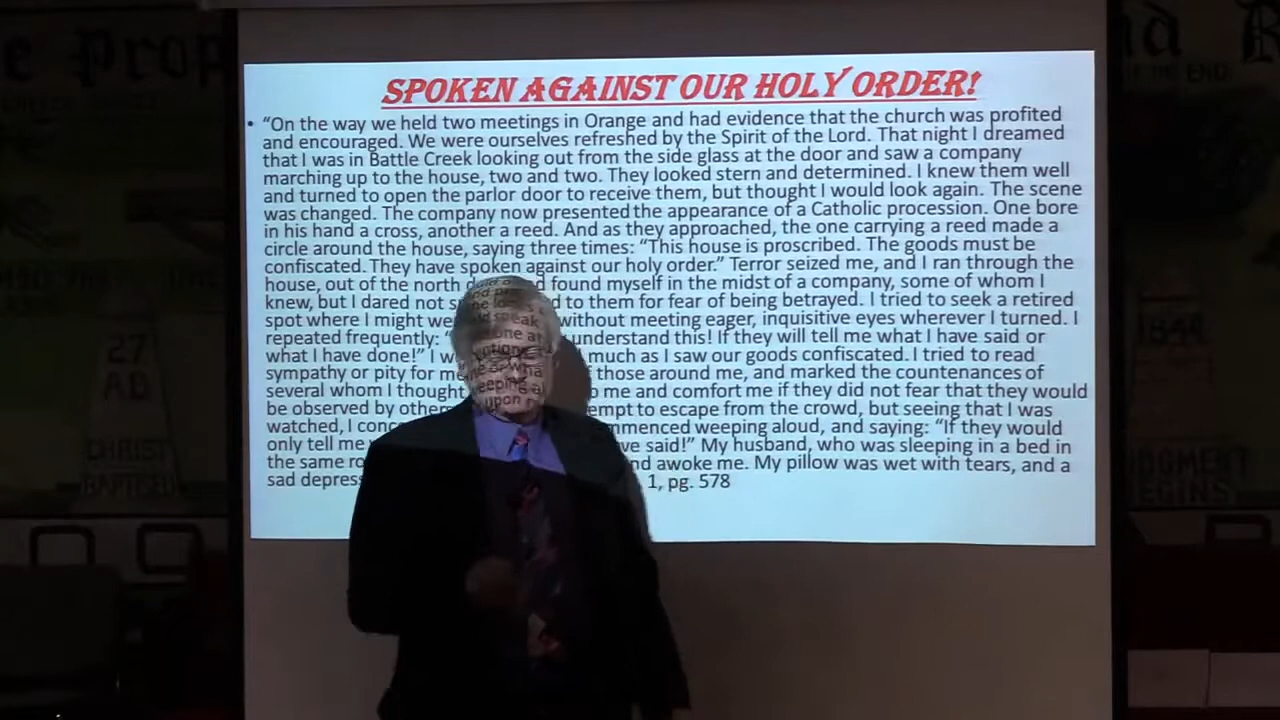 SPOKEN AGAINST OUR HOLY ORDER!
• “On the way we held two meetings in Orange and had evidence that the church was profited
and encouraged. We were ourselves refreshed by the Spirit of the Lord. That night I dreamed
that I was in Battle Creek looking out from the side glass at the door and saw a company
marching up to the house, two and two. They looked stern and determined. I knew them well
and turned to open the parlor door to receive them, but thought I would look again. The scene
was changed. The company now presented the appearance of a Catholic procession. One bore
in his hand a cross, another a reed. And as they approached, the one carrying a reed made a
circle around the house, saying three times: “This house is proscribed. The goods must be
confiscated. They have spoken against our holy order.” Terror seized me, and I ran through the
house, out of the north found myself in the midst of a company, some of whom I
knew, but I dared not to them for fear of being betrayed. I tried to seek a retired
spot where I might without meeting eager, inquisitive eyes wherever I turned. I
repeated frequently: understand this! If they will tell me what I have said or
what I have done!” I much as I saw our goods confiscated. I tried to read
sympathy or pity for those around me, and marked the countenances of
several whom I thought me and comfort me if they did not fear that they would
be observed by to escape from the crowd, but seeing that I was
watched, I weeping aloud, and saying: “If they would
only tell me said!” My husband, who was sleeping in a bed in
the same awoke me. My pillow was wet with tears, and a
sad 1, pg. 578
27
AD
CHRIST
BAPTISED
1844
JUDGMENT
BEGINS